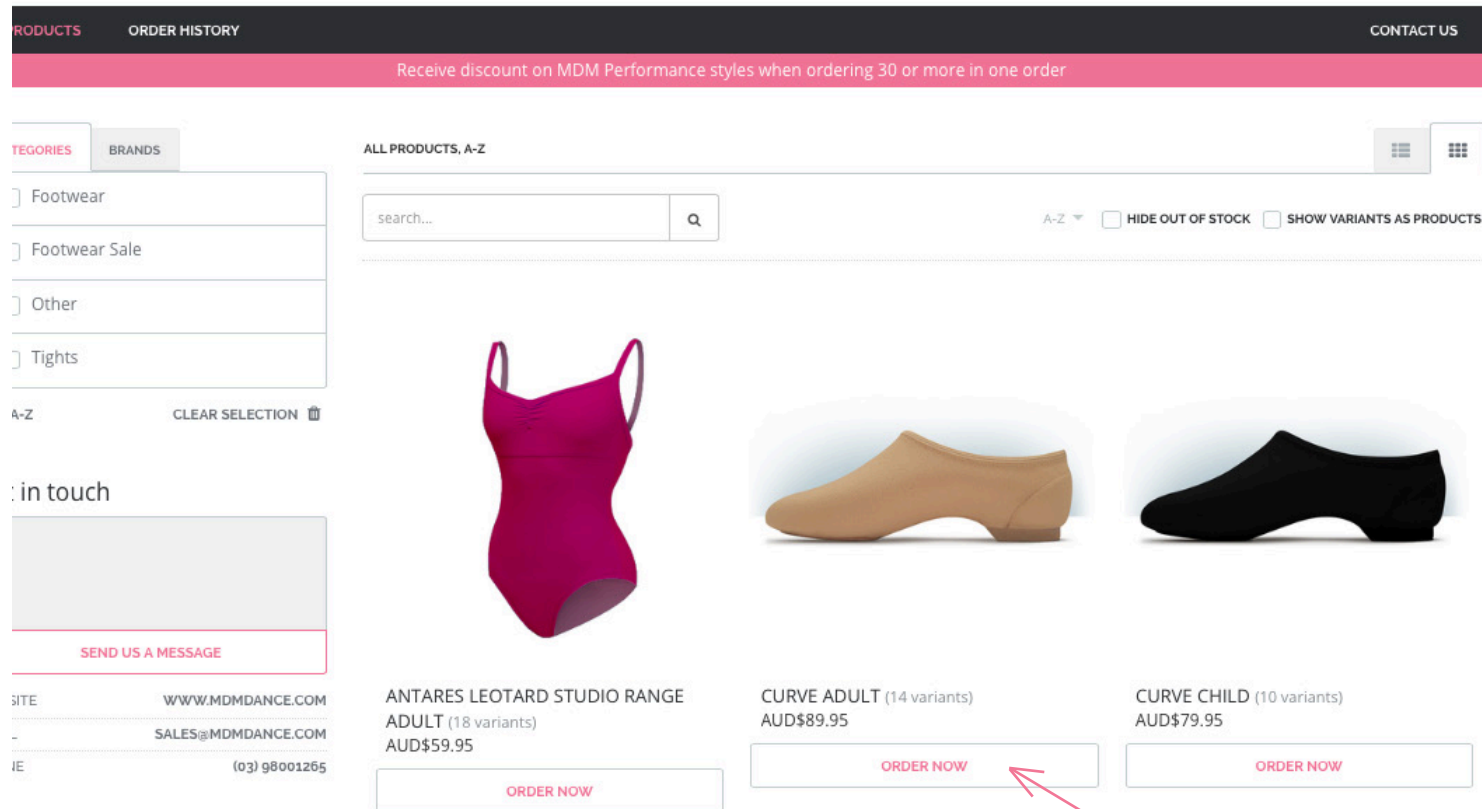 RODUCTS
ORDER HISTORY
CONTACT US
Receive discount on MDM Performance styles when ordering 30 or more in one order
TEGORIES
BRANDS
Footwear
Footwear Sale
Other
Tights
A-Z
CLEAR SELECTION
in touch
SEND US A MESSAGE
SITE
WWW.MDMDANCE.COM
SALES@MDMDANCE.COM
NE
(03) 98001265
ALL PRODUCTS, A-Z
search...
A-Z
HIDE OUT OF STOCK
SHOW VARIANTS AS PRODUCTS
ANTARES LEOTARD STUDIO RANGE
ADULT (18 variants)
AUD$59.95
ORDER NOW
CURVE ADULT (14 variants)
AUD$89.95
ORDER NOW
CURVE CHILD (10 variants)
AUD$79.95
ORDER NOW